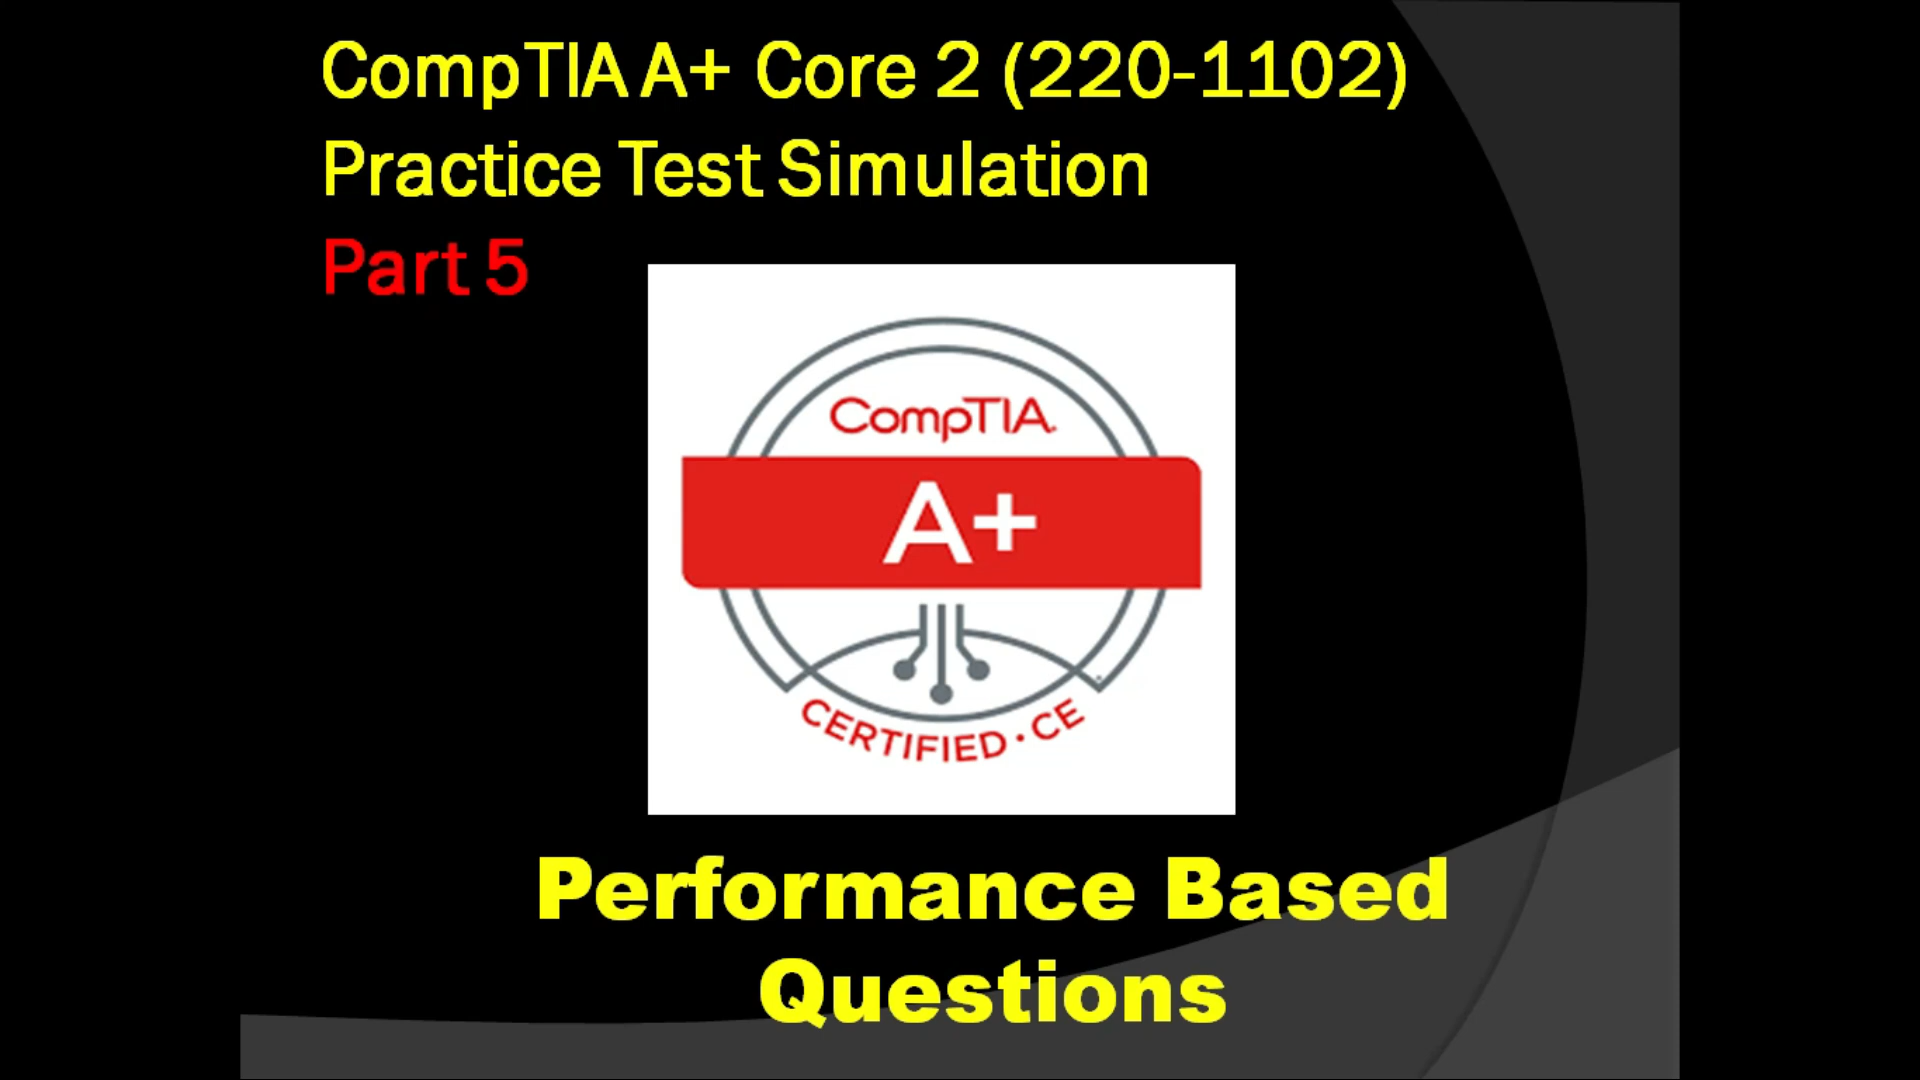 CompTIA A+ Core 2 (220-1102)
Practice Test Simulation
Part 5
CompTIA.
A+
CERTIFIED · CE
Performance Based
Questions